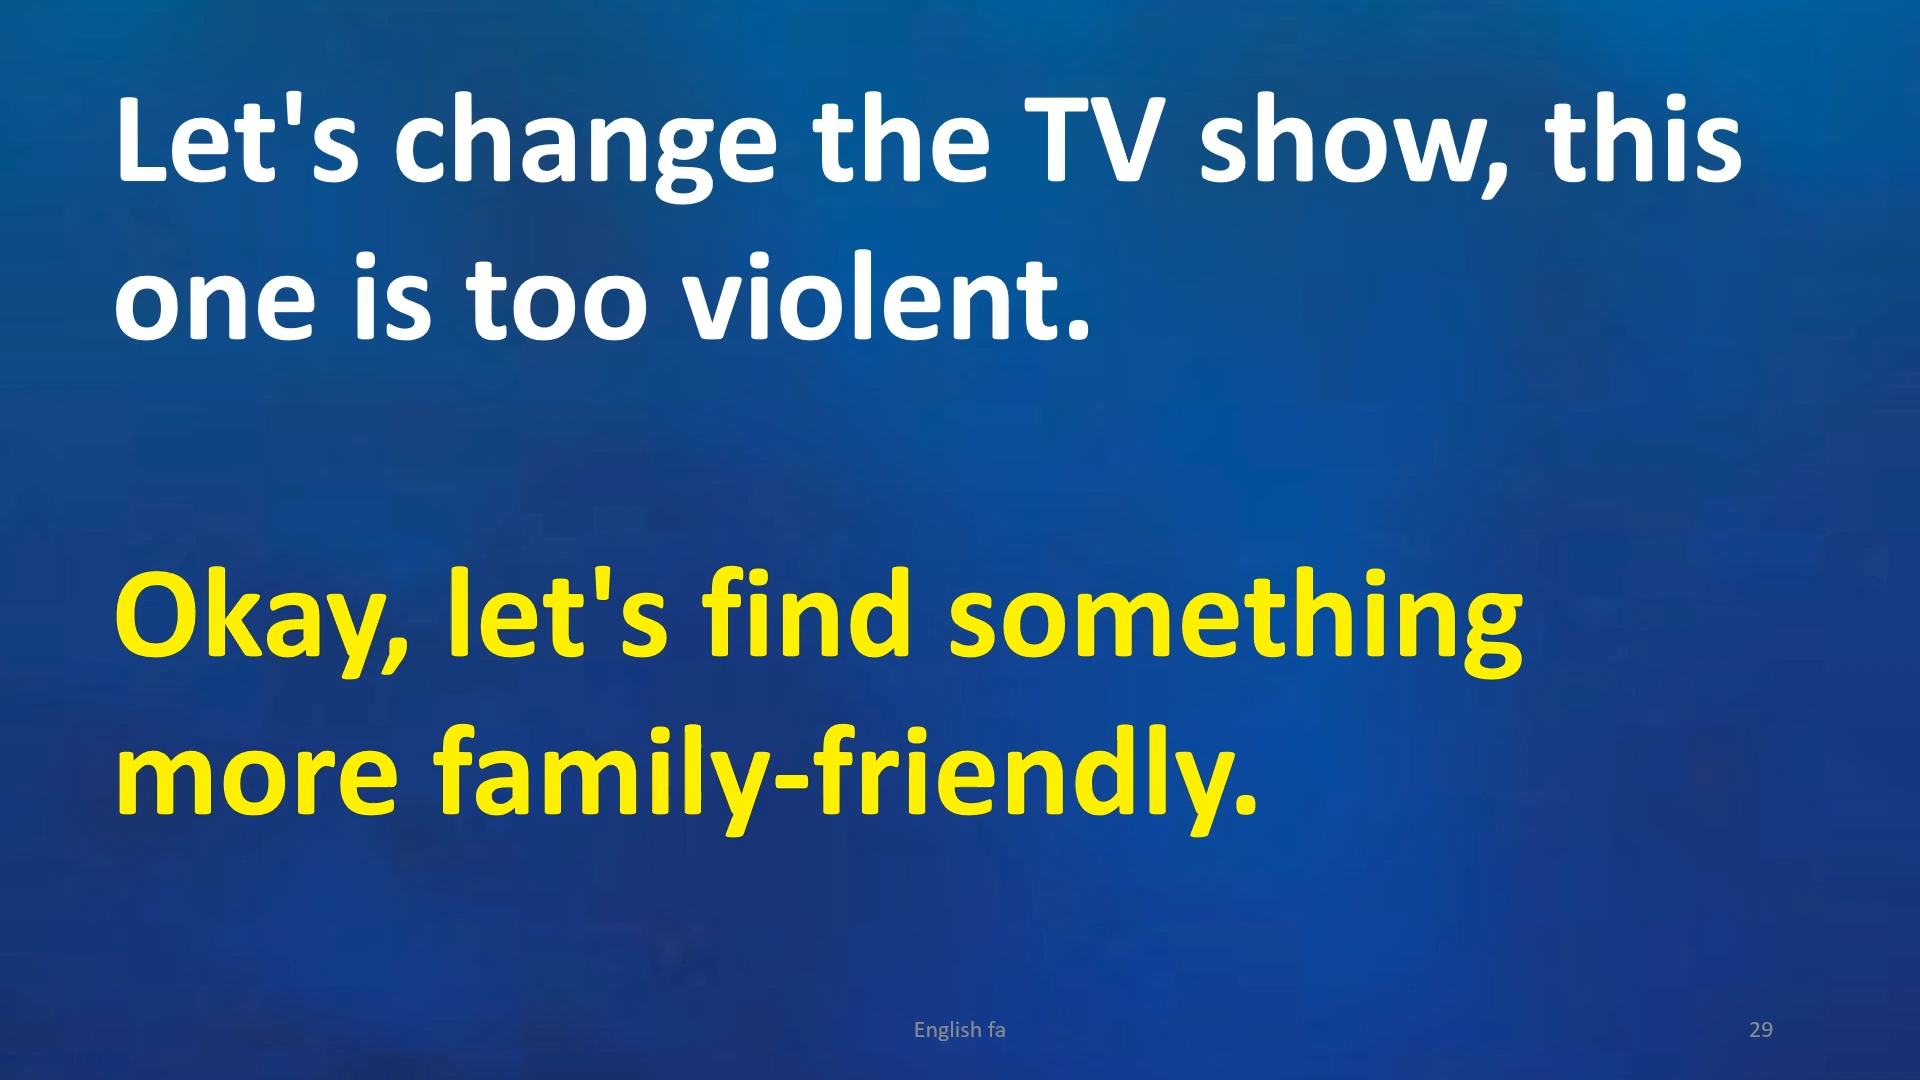 Let's change the TV show, this
one is too violent.
Okay, let's find something
more family-friendly.
English fa
29